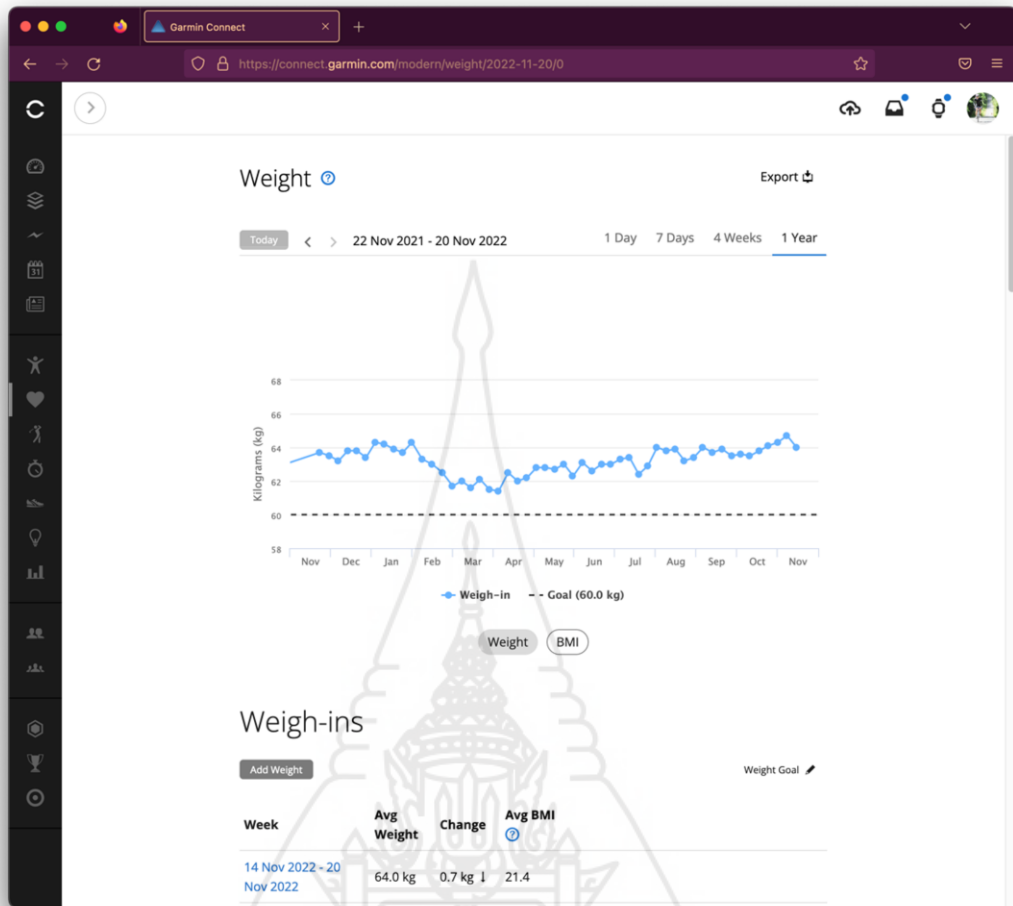 Garmin Connect
https://connect.garmin.com/modern/weight/2022-11-20/0
31
Weight ?
Export
Today 22 Nov 2021 - 20 Nov 2022 1 Day 7 Days 4 Weeks 1 Year
Kilograms (kg)
68
66
64
62
60
58
Nov Dec Jan Feb Mar Apr May Jun Jul Aug Sep Oct Nov
Weigh-in Goal (60.0 kg)
Weight BMI
Weigh-ins
Add Weight Weight Goal
Week Avg Weight Change Avg BMI ?
14 Nov 2022 - 20 Nov 2022 64.0 kg 0.7 kg ↓ 21.4